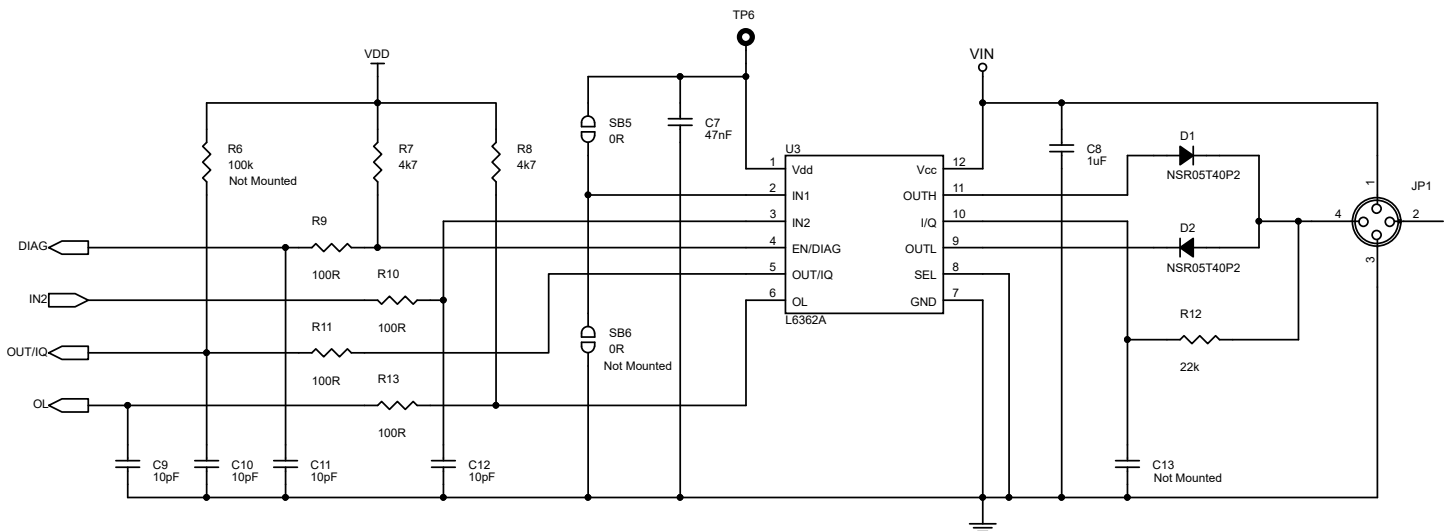 TP6
VDD
VIN
R6
100k
Not Mounted
R7
4k7
R8
4k7
SB5
0R
C7
47nF
U3
1
Vdd
2
IN1
3
IN2
4
EN/DIAG
5
OUT/IQ
6
OL
12
Vcc
11
OUTH
10
I/Q
9
OUTL
8
SEL
7
GND
L6362A
C8
1uF
D1
NSR05T40P2
D2
NSR05T40P2
JP1
1
4
2
3
DIAG
R9
100R
IN2
R10
100R
OUT/IQ
R11
100R
OL
R13
100R
SB6
0R
Not Mounted
R12
22k
C9
10pF
C10
10pF
C11
10pF
C12
10pF
C13
Not Mounted